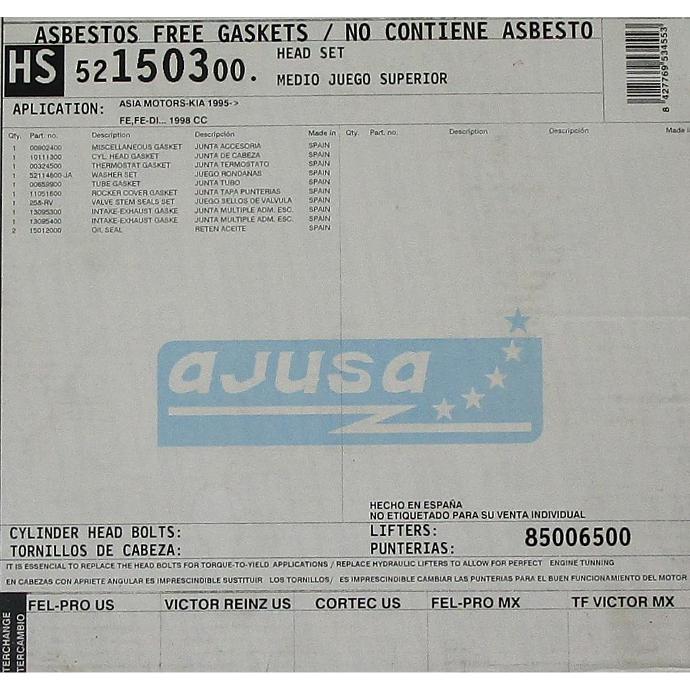 ASBESTOS FREE GASKETS / NO CONTIENE ASBESTO
HS 52150300.
HEAD SET
MEDIO JUEGO SUPERIOR
8 427769 534553
APLICATION: ASIA MOTORS-KIA 1995->
FE,FE-DI... 1998 CC
Qty. Part. no. Description Descripción Made in Qty. Part. no. Description Descripción Made i
1 00902400 MISCELLANEOUS GASKET JUNTA ACCESORIA SPAIN
1 10111300 CYL. HEAD GASKET JUNTA DE CABEZA SPAIN
1 00324500 THERMOSTAT GASKET JUNTA TERMOSTATO SPAIN
1 52114600-JA WASHER SET JUEGO RONDANAS SPAIN
1 00659900 TUBE GASKET JUNTA TUBO SPAIN
1 11051600 ROCKER COVER GASKET JUNTA TAPA PUNTERIAS SPAIN
1 258-RV VALVE STEM SEALS SET JUEGO SELLOS DE VALVULA SPAIN
1 13095300 INTAKE-EXHAUST GASKE JUNTA MULTIPLE ADM. ESC. SPAIN
1 13095400 INTAKE-EXHAUST GASKE JUNTA MULTIPLE ADM. ESC. SPAIN
2 15012000 OIL SEAL RETEN ACEITE SPAIN
AJUSA
HECHO EN ESPAÑA
NO ETIQUETADO PARA SU VENTA INDIVIDUAL
CYLINDER HEAD BOLTS:
TORNILLOS DE CABEZA:
LIFTERS:
PUNTERIAS:
85006500
IT IS ESSENCIAL TO REPLACE THE HEAD BOLTS FOR TORQUE-TO-YIELD APPLICATIONS / REPLACE HYDRAULIC LIFTERS TO ALLOW FOR PERFECT ENGINE TUNNING
EN CABEZAS CON APRIETE ANGULAR ES IMPRESCINDIBLE SUSTITUIR LOS TORNILLOS/ ES IMPRESCINDIBLE CAMBIAR LAS PUNTERIAS PARA EL BUEN FUNCIONAMIENTO DEL MOTOR
TERCHANGE
TERCAMBIO
FEL-PRO US VICTOR REINZ US CORTEC US FEL-PRO MX TF VICTOR MX